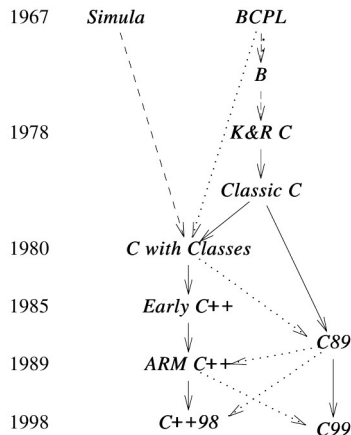 1967 Simula BCPL
B
1978 K&R C
Classic C
1980 C with Classes
1985 Early C++
C89
1989 ARM C++
1998 C++98 C99